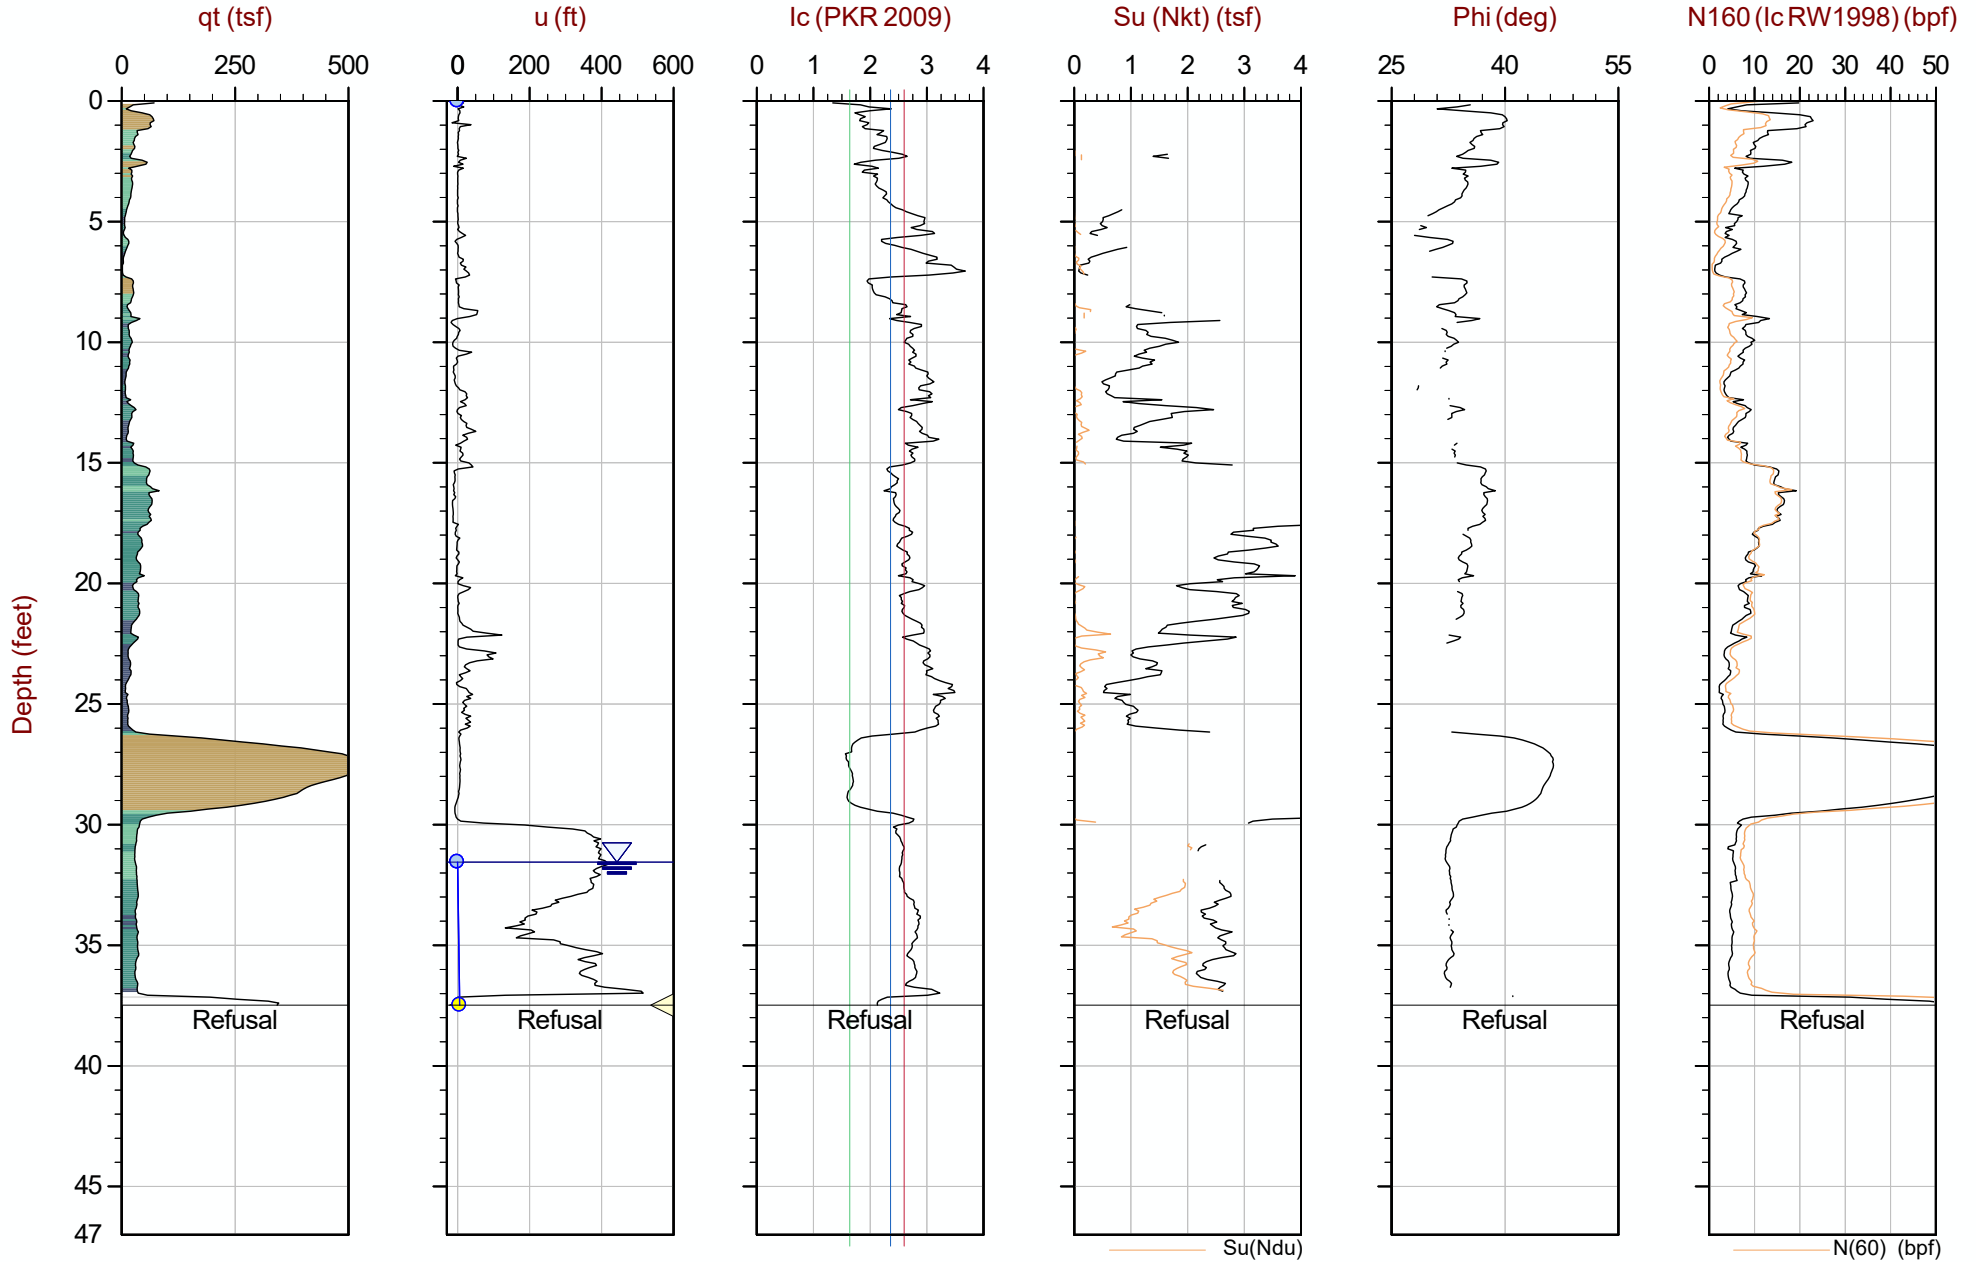 qt (tsf) u (ft) Ic (PKR 2009) Su (Nkt) (tsf) Phi (deg) N160 (Ic RW1998) (bpf)
0 250 500 0 200 400 600 0 1 2 3 4 0 1 2 3 4 25 40 55 0 10 20 30 40 50
0
5
10
15
20
25
30
35
40
45
47
Depth (feet)
Refusal Refusal Refusal Refusal Refusal Refusal
Su(Ndu) N(60) (bpf)